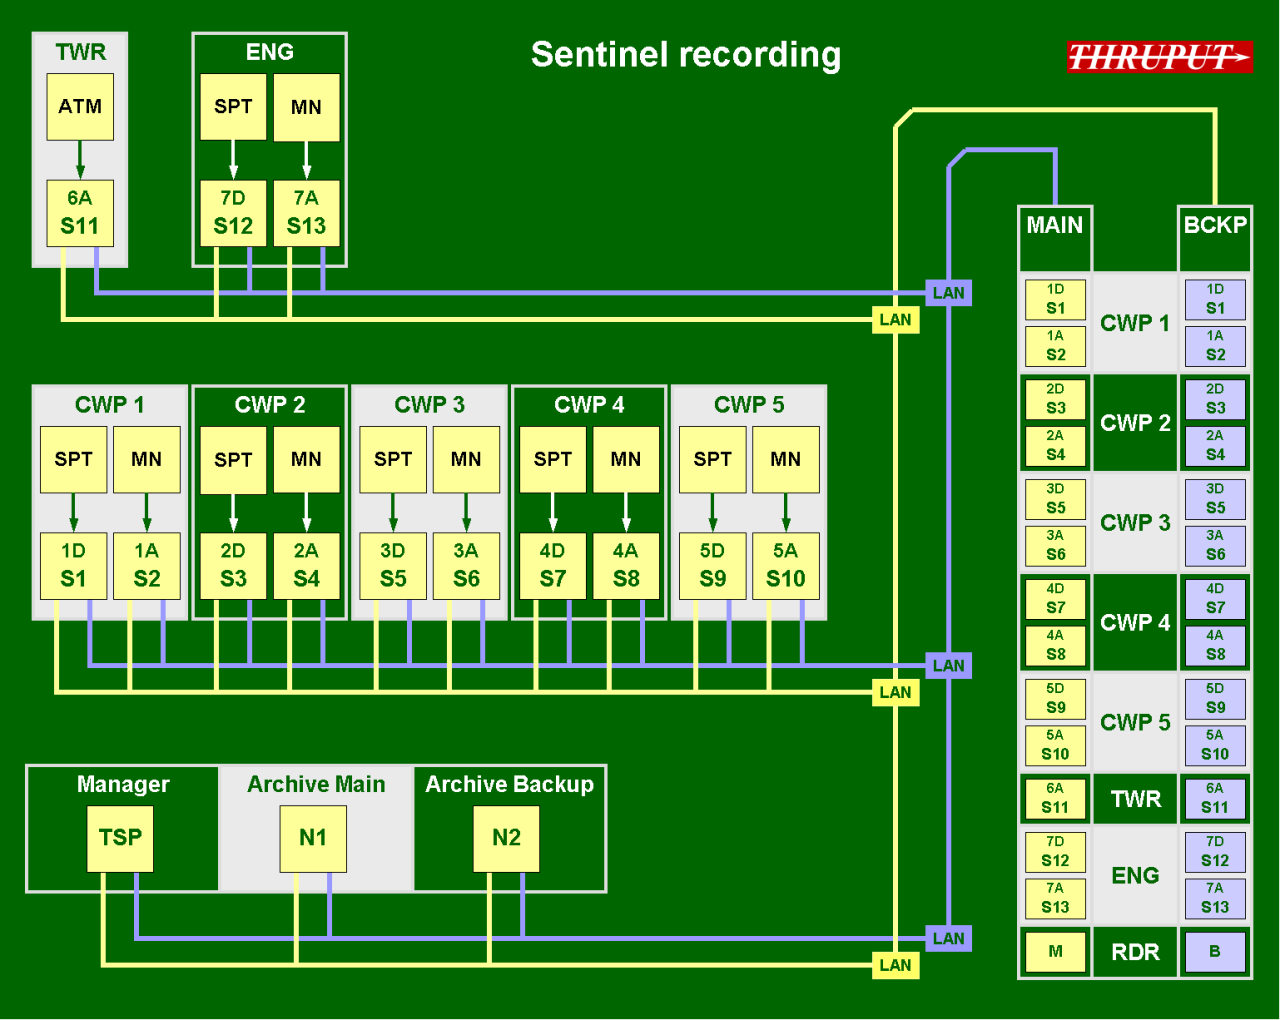 Sentinel recording
THRUPUT
TWR
ATM
6A
S11
ENG
SPT MN
7D 7A
S12 S13
LAN
LAN
CWP 1 CWP 2 CWP 3 CWP 4 CWP 5
SPT MN SPT MN SPT MN SPT MN SPT MN
1D 1A 2D 2A 3D 3A 4D 4A 5D 5A
S1 S2 S3 S4 S5 S6 S7 S8 S9 S10
LAN
LAN
Manager Archive Main Archive Backup
TSP N1 N2
LAN
LAN
MAIN BCKP
1D 1D
S1 S1
CWP 1
1A 1A
S2 S2
2D 2D
S3 S3
CWP 2
2A 2A
S4 S4
3D 3D
S5 S5
CWP 3
3A 3A
S6 S6
4D 4D
S7 S7
CWP 4
4A 4A
S8 S8
5D 5D
S9 S9
CWP 5
5A 5A
S10 S10
6A 6A
TWR
S11 S11
7D 7D
S12 S12
ENG
7A 7A
S13 S13
M RDR B